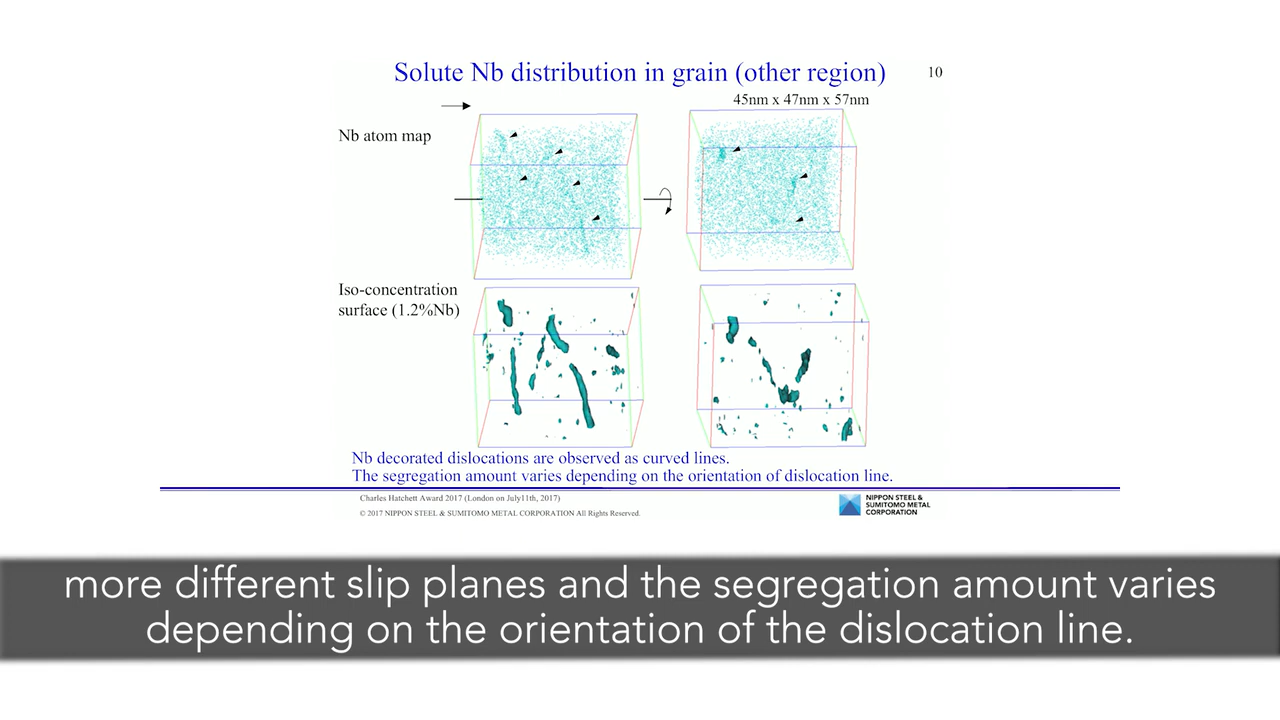 Solute Nb distribution in grain (other region)
10
45nm x 47nm x 57nm
Nb atom map
Iso-concentration
surface (1.2%Nb)
Nb decorated dislocations are observed as curved lines.
The segregation amount varies depending on the orientation of dislocation line.
Charles Hatchett Award 2017 (London on July11th, 2017)
© 2017 NIPPON STEEL & SUMITOMO METAL CORPORATION All Rights Reserved.
NIPPON STEEL &
SUMITOMO METAL
CORPORATION
more different slip planes and the segregation amount varies
depending on the orientation of the dislocation line.